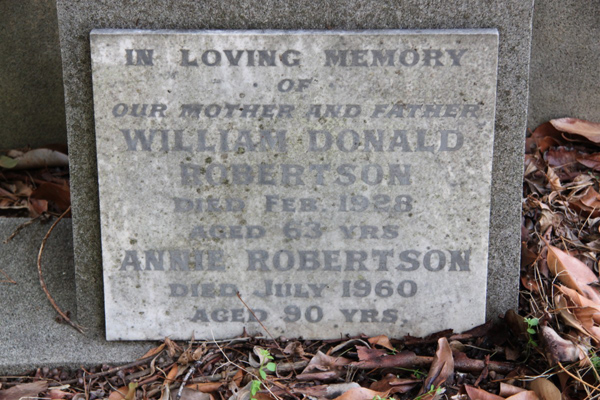 IN LOVING MEMORY
OF
OUR MOTHER AND FATHER
WILLIAM DONALD
ROBERTSON
DIED FEB. 1928
AGED 63 YRS
ANNIE ROBERTSON
DIED JULY 1960
AGED 90 YRS.